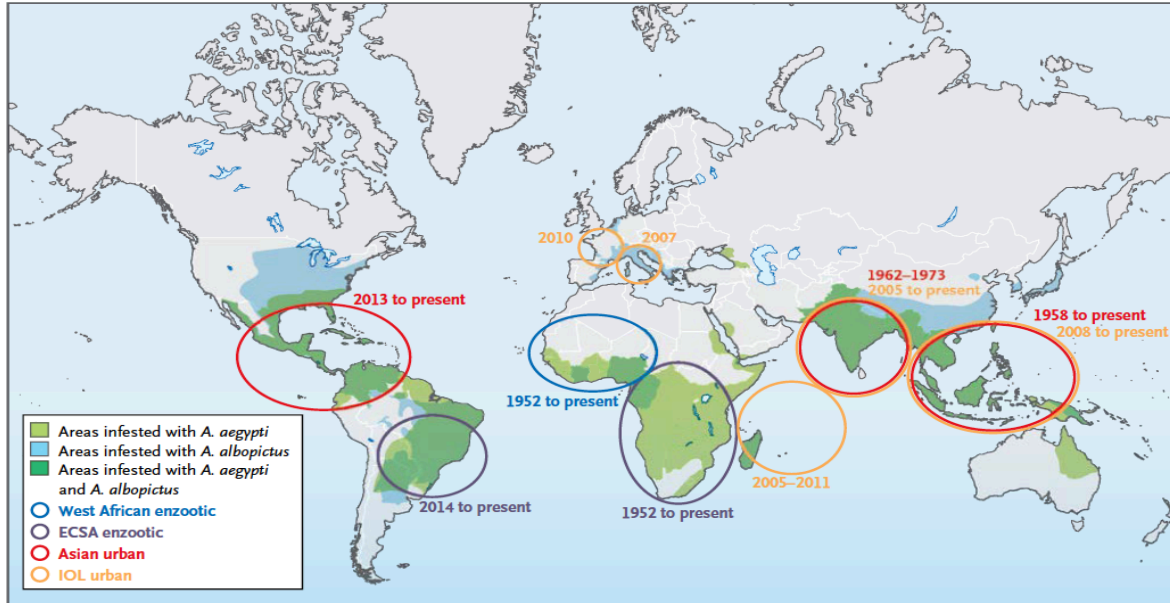 2010
2007
1962–1973
2005 to present
2013 to present
1958 to present
2008 to present
1952 to present
2014 to present
1952 to present
2005–2011
Areas infested with A. aegypti
Areas infested with A. albopictus
Areas infested with A. aegypti
and A. albopictus
West African enzootic
ECSA enzootic
Asian urban
IOL urban